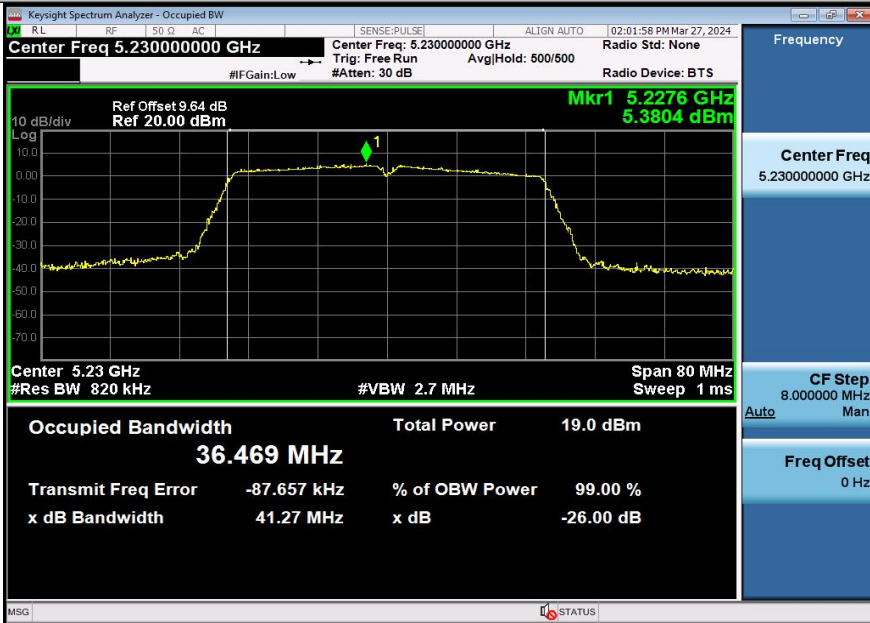 Keysight Spectrum Analyzer - Occupied BW
LXI RL RF 50 Ω AC SENSE:PULSE ALIGN AUTO 02:01:58 PM Mar 27, 2024
Center Freq 5.230000000 GHz
Center Freq: 5.230000000 GHz
Radio Std: None
Trig: Free Run Avg|Hold: 500/500
#IFGain:Low #Atten: 30 dB Radio Device: BTS
Frequency
Ref Offset 9.64 dB
10 dB/div Ref 20.00 dBm
Mkr1 5.2276 GHz
5.3804 dBm
Log
10.0
0.00
-10.0
-20.0
-30.0
-40.0
-50.0
-60.0
-70.0
1
Center 5.23 GHz Span 80 MHz
#Res BW 820 kHz #VBW 2.7 MHz Sweep 1 ms
Occupied Bandwidth Total Power 19.0 dBm
36.469 MHz
Transmit Freq Error -87.657 kHz % of OBW Power 99.00 %
x dB Bandwidth 41.27 MHz x dB -26.00 dB
Center Freq
5.230000000 GHz
CF Step
8.000000 MHz
Auto Man
Freq Offset
0 Hz
MSG STATUS